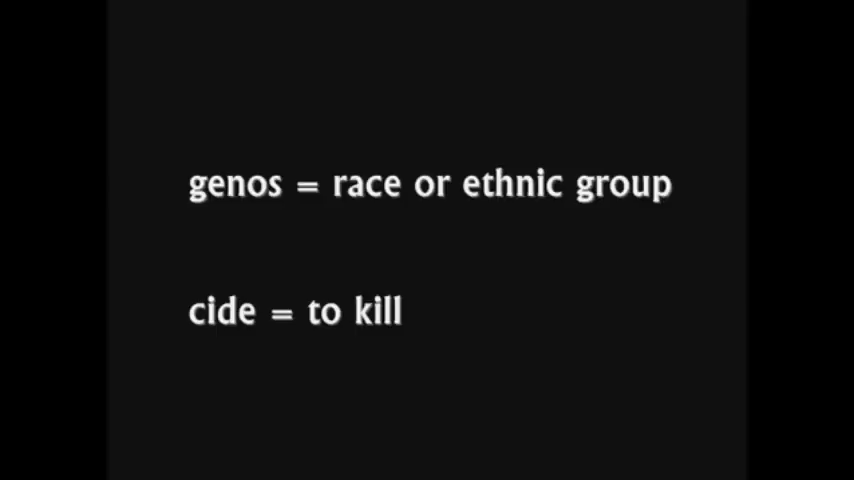 genos = race or ethnic group
cide = to kill